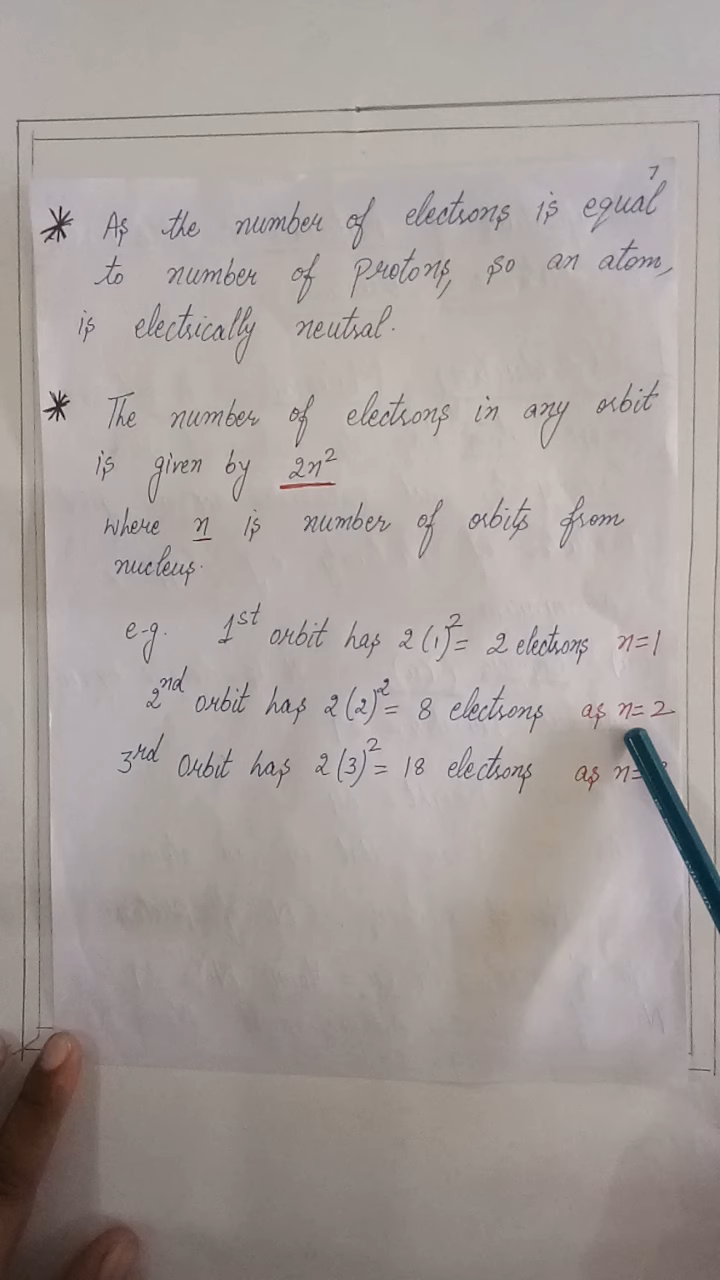 7
* As the number of electrons is equal
to number of protons, so an atom,
is electrically neutral.
* The number of electrons in any orbit
is given by 2n²
where n is number of orbits from
nucleus.
e.g. 1st orbit has 2(1)² = 2 electrons n=1
2nd orbit has 2(2)² = 8 electrons as n=2
3rd orbit has 2(3)² = 18 electrons as n=